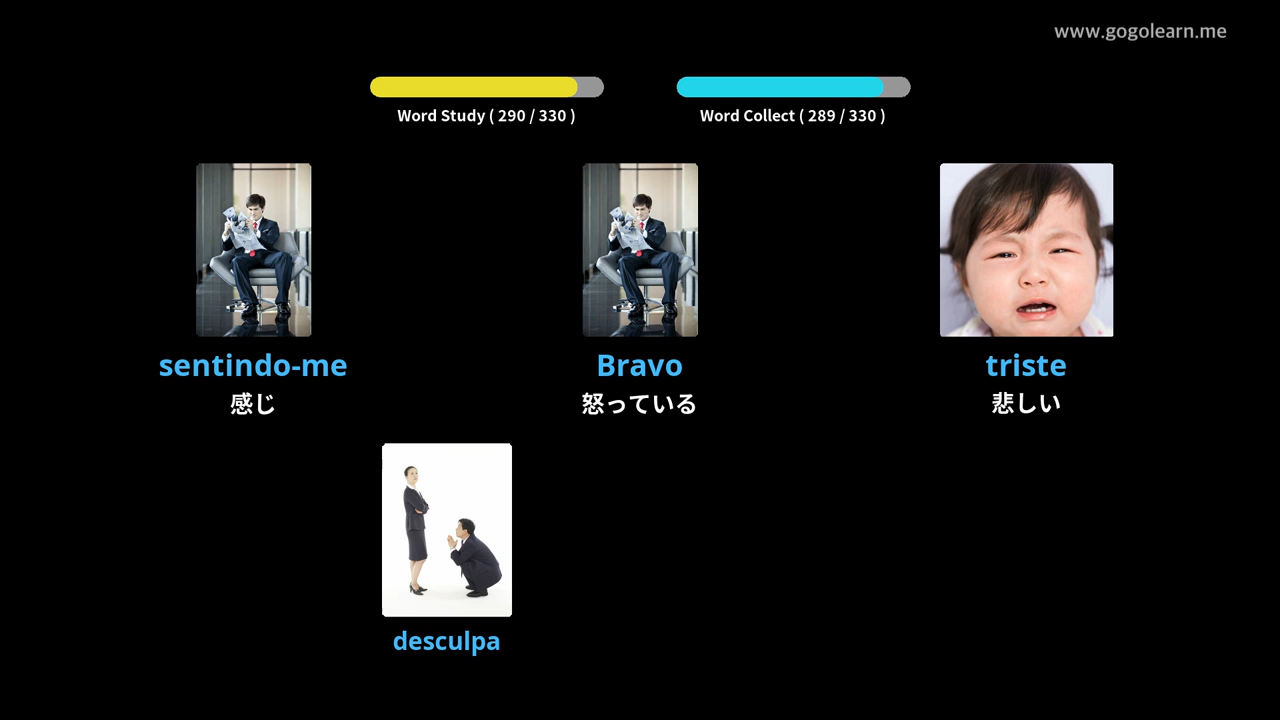 www.gogolearn.me
Word Study ( 290 / 330 )
Word Collect ( 289 / 330 )
sentindo-me
感じ
Bravo
怒っている
triste
悲しい
desculpa